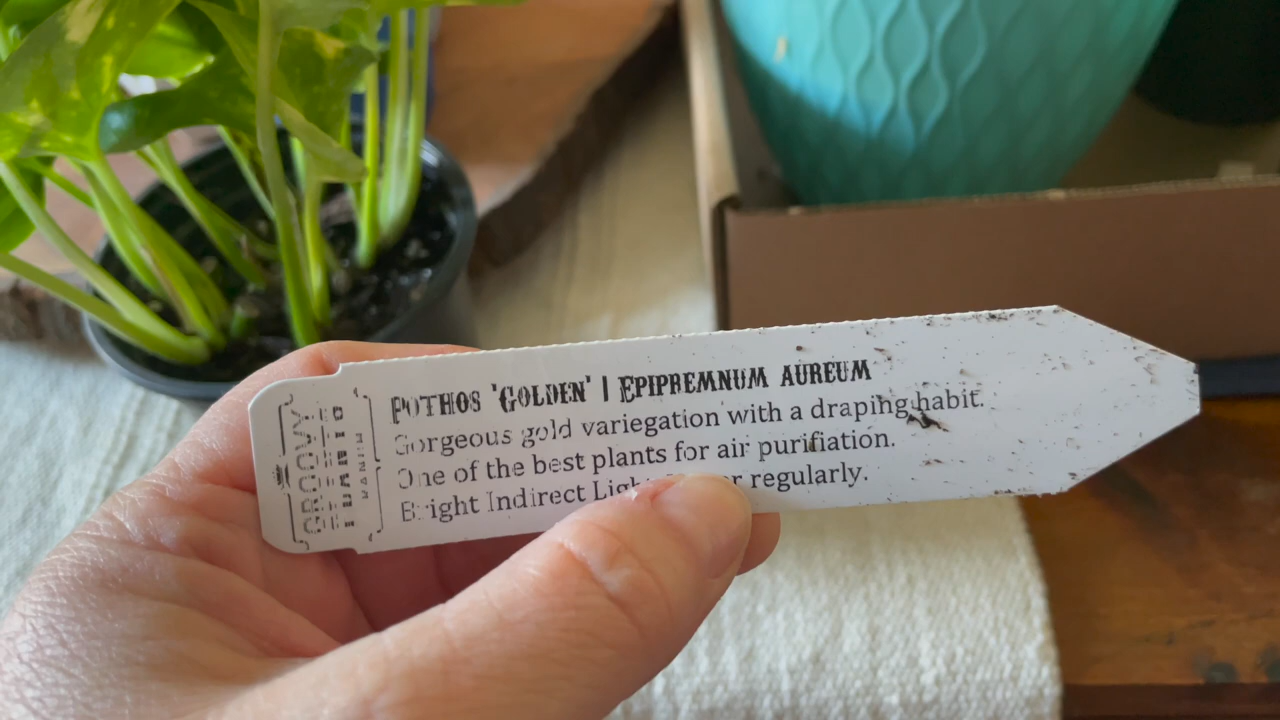 POTHOS 'GOLDEN' | EPIPREMNUM AUREUM
Gorgeous gold variegation with a draping habit.
One of the best plants for air purifiation.
Bright Indirect regularly.
GROOVY
PLANTS
RANCH